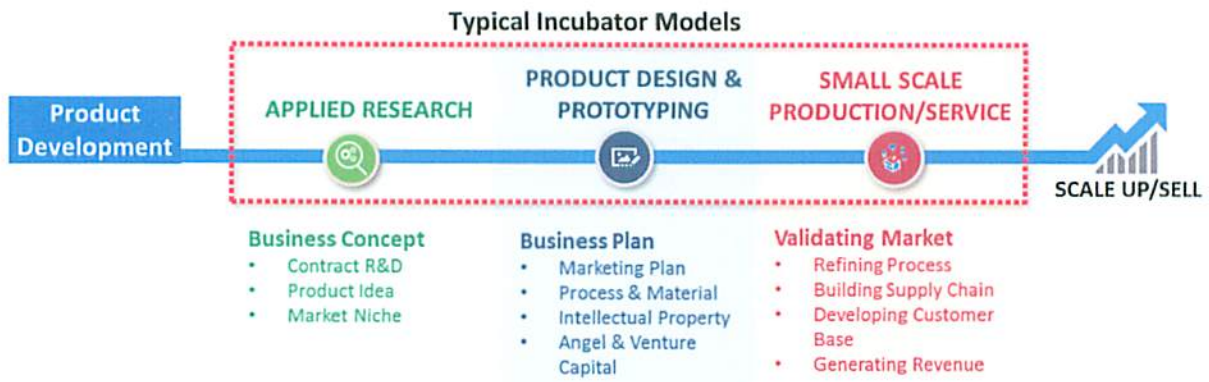 Typical Incubator Models
Product
Development
APPLIED RESEARCH
PRODUCT DESIGN &
PROTOTYPING
SMALL SCALE
PRODUCTION/SERVICE
SCALE UP/SELL
Business Concept
• Contract R&D
• Product Idea
• Market Niche
Business Plan
• Marketing Plan
• Process & Material
• Intellectual Property
• Angel & Venture
Capital
Validating Market
• Refining Process
• Building Supply Chain
• Developing Customer
Base
• Generating Revenue